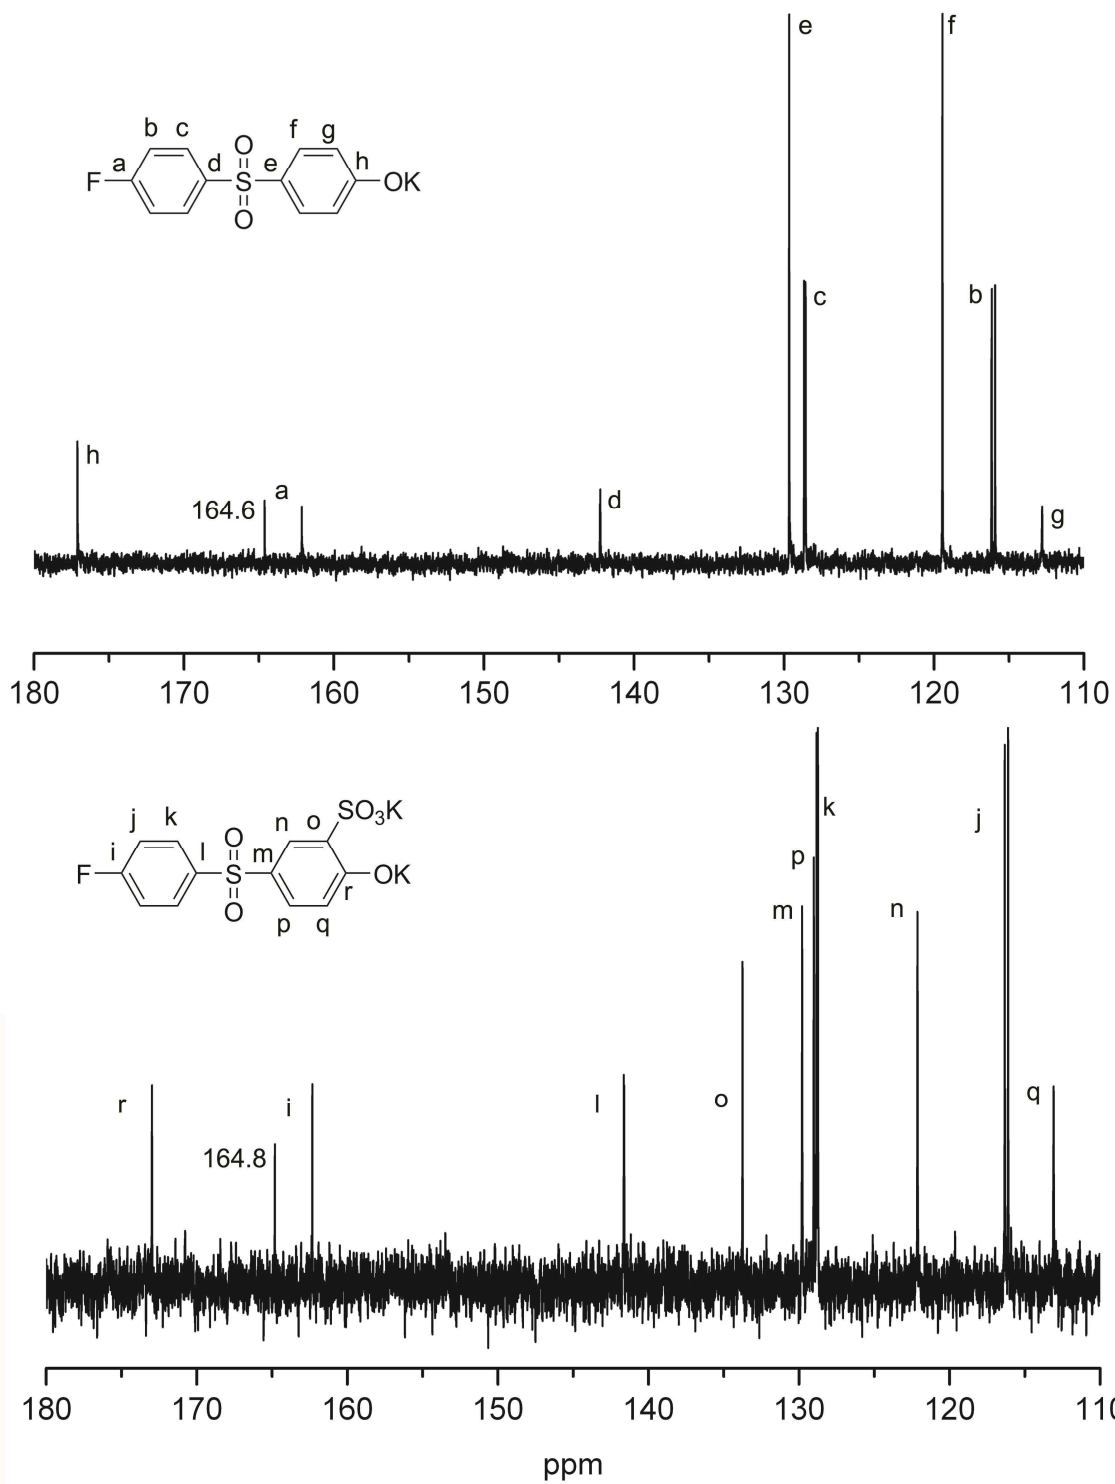 e
f
b c
f g
a d O e h
F S OK
O
c
b
h
a
164.6
d
g
180 170 160 150 140 130 120 110
SO₃K
j k n o
i l O m
F S OK
O r
p q
k
j
p
m
n
r
i
l
o
q
164.8
180 170 160 150 140 130 120 110
ppm